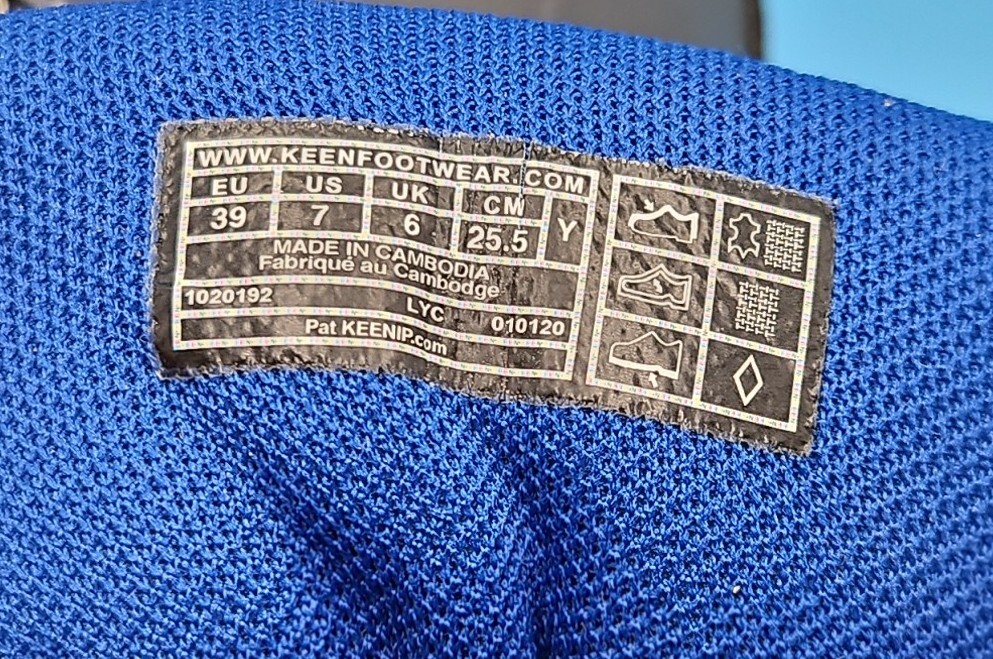 WWW.KEENFOOTWEAR.COM
EU US UK CM Y
39 7 6 25.5
MADE IN CAMBODIA
Fabriqué au Cambodge
1020192 LYC 010120
Pat KEENIP.com